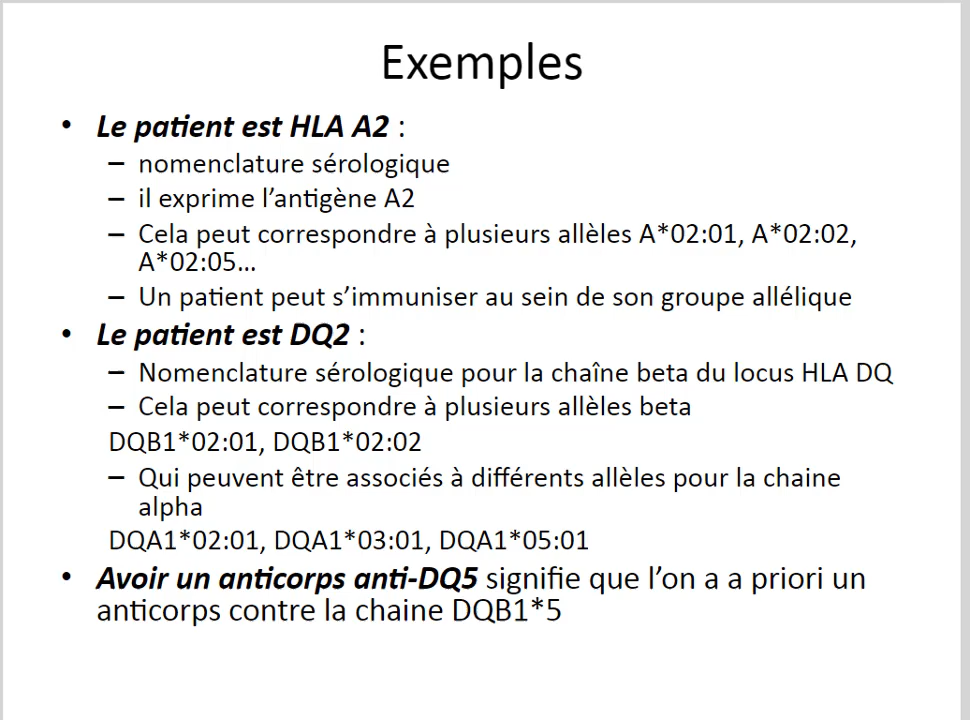 Exemples
• Le patient est HLA A2 :
– nomenclature sérologique
– il exprime l’antigène A2
– Cela peut correspondre à plusieurs allèles A*02:01, A*02:02,
A*02:05…
– Un patient peut s’immuniser au sein de son groupe allélique
• Le patient est DQ2 :
– Nomenclature sérologique pour la chaîne beta du locus HLA DQ
– Cela peut correspondre à plusieurs allèles beta
DQB1*02:01, DQB1*02:02
– Qui peuvent être associés à différents allèles pour la chaine
alpha
DQA1*02:01, DQA1*03:01, DQA1*05:01
• Avoir un anticorps anti-DQ5 signifie que l’on a a priori un
anticorps contre la chaine DQB1*5